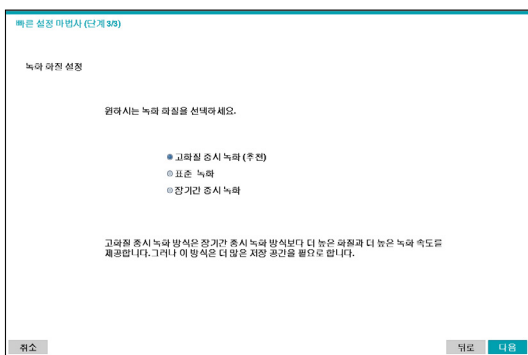 빠른 설정 마법사 (단계 3/3)
녹화 화질 설정
원하시는 녹화 화질을 선택하세요.
고화질 중시 녹화 (추천)
표준 녹화
장기간 중시 녹화
고화질 중시 녹화 방식은 장기간 중시 녹화 방식보다 더 높은 화질과 더 높은 녹화 속도를
제공합니다.그러나 이 방식은 더 많은 저장 공간을 필요로 합니다.
취소
뒤로
다음